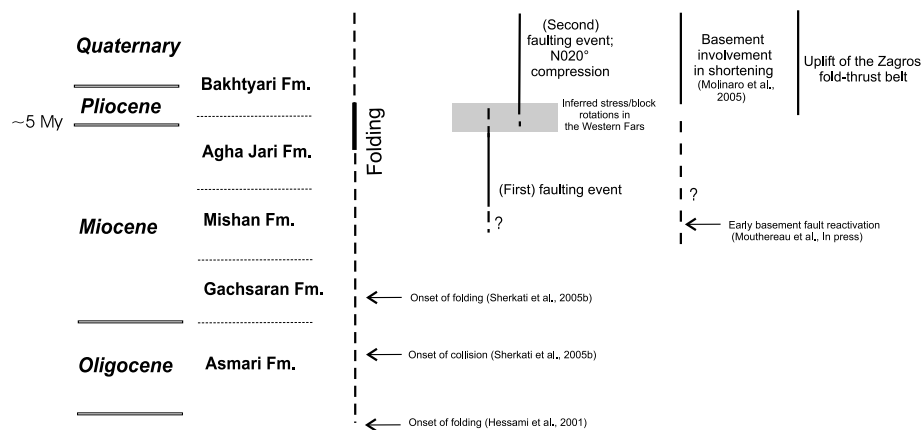 Quaternary
Pliocene
~5 My
Miocene
Oligocene
Bakhtyari Fm.
Agha Jari Fm.
Mishan Fm.
Gachsaran Fm.
Asmari Fm.
Folding
(Second)
faulting event;
N020°
compression
Inferred stress/block
rotations in
the Western Fars
(First) faulting event
?
Onset of folding (Sherkati et al., 2005b)
Onset of collision (Sherkati et al., 2005b)
Onset of folding (Hessami et al., 2001)
Basement
involvement
in shortening
(Molinaro et al.,
2005)
?
Early basement fault reactivation
(Mouthereau et al., In press)
Uplift of the Zagros
fold-thrust belt